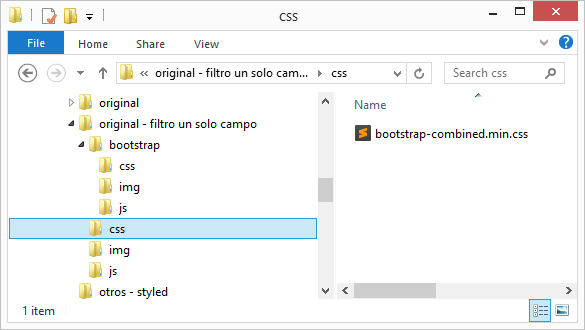 css
File
Home
Share
View
« original - filtro un solo cam... css
Search css
original
original - filtro un solo campo
bootstrap
css
img
js
css
img
js
otros - styled
Name
bootstrap-combined.min.css
1 item